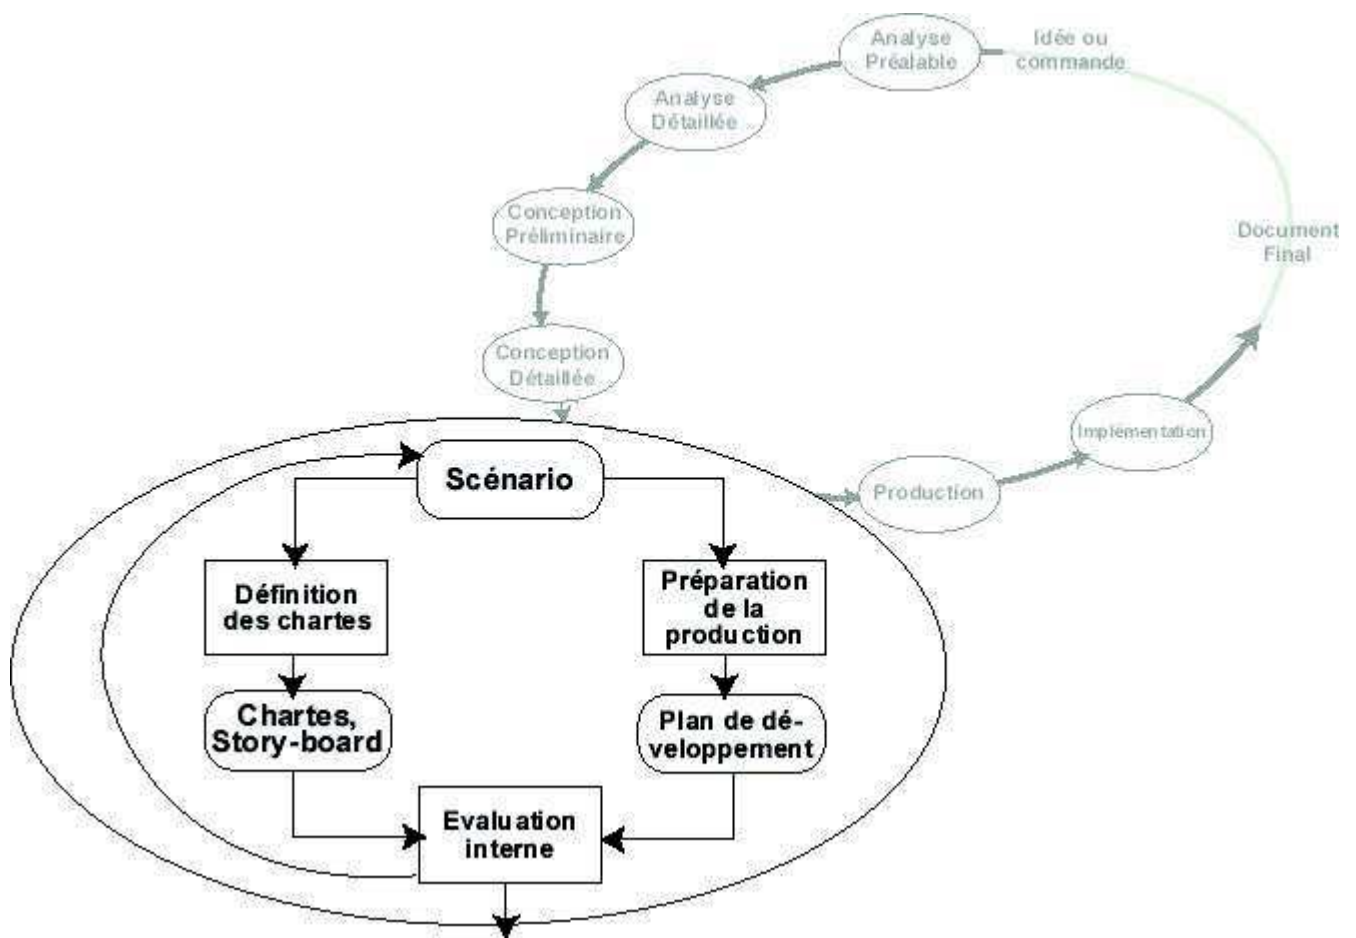 Analyse
Préalable
Idée ou
commande
Analyse
Détaillée
Conception
Préliminaire
Document
Final
Conception
Détaillée
Implémentation
Production
Scénario
Définition
des chartes
Préparation
de la
production
Chartes,
Story-board
Plan de dé-
veloppement
Evaluation
interne